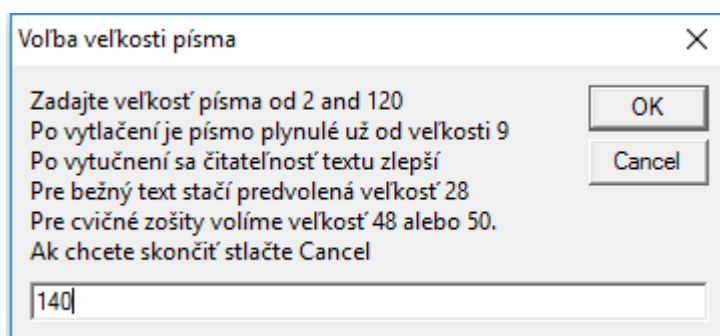 Voľba veľkosti písma
Zadajte veľkosť písma od 2 and 120
Po vytlačení je písmo plynulé už od veľkosti 9
Po vytučnení sa čitateľnosť textu zlepší
Pre bežný text stačí predvolená veľkosť 28
Pre cvičné zošity volíme veľkosť 48 alebo 50.
Ak chcete skončiť stlačte Cancel
OK
Cancel
140